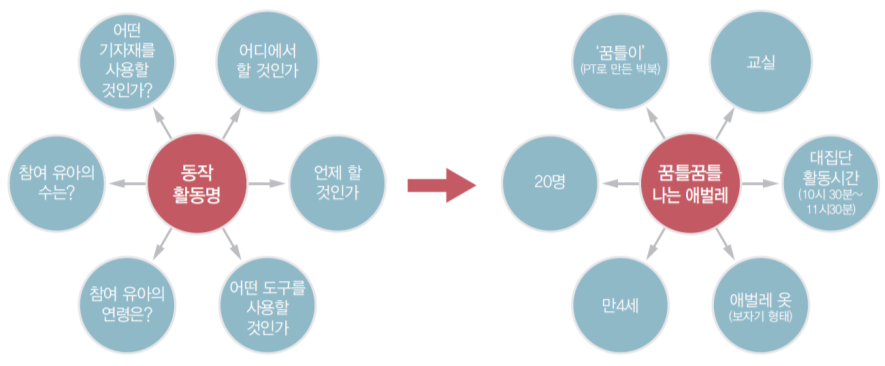 어떤
기자재를
사용할
것인가?
어디에서
할 것인가
참여 유아의
수는?
동작
활동명
언제 할
것인가
참여 유아의
연령은?
어떤 도구를
사용할
것인가
‘꿈틀이’
(PT로 만든 빅북)
교실
20명
꿈틀꿈틀
나는 애벌레
대집단
활동시간
(10시 30분~
11시30분)
만4세
애벌레 옷
(보자기 형태)